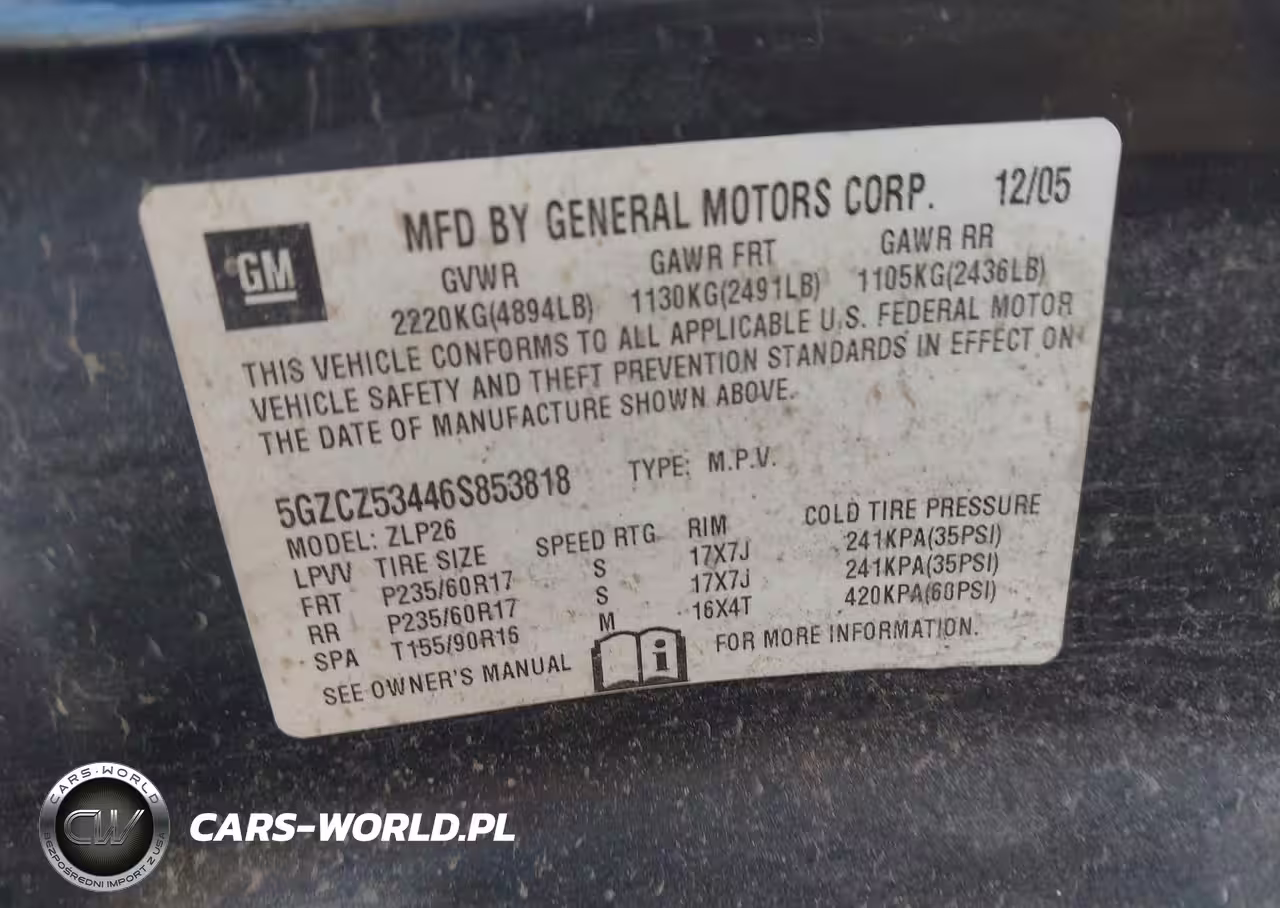 GM
MFD BY GENERAL MOTORS CORP. 12/05
GVWR GAWR FRT GAWR RR
2220KG(4894LB) 1130KG(2491LB) 1105KG(2436LB)
THIS VEHICLE CONFORMS TO ALL APPLICABLE U.S. FEDERAL MOTOR
VEHICLE SAFETY AND THEFT PREVENTION STANDARDS IN EFFECT ON
THE DATE OF MANUFACTURE SHOWN ABOVE.
5GZCZ53446S853818 TYPE: M.P.V.
MODEL: ZLP26
LPVV TIRE SIZE SPEED RTG RIM COLD TIRE PRESSURE
FRT P235/60R17 S 17X7J 241KPA(35PSI)
RR P235/60R17 S 17X7J 241KPA(35PSI)
SPA T155/90R16 M 16X4T 420KPA(60PSI)
SEE OWNER'S MANUAL i FOR MORE INFORMATION.
CARS-WORLD
CW
BEZPOŚREDNI IMPORT Z USA
CARS-WORLD.PL